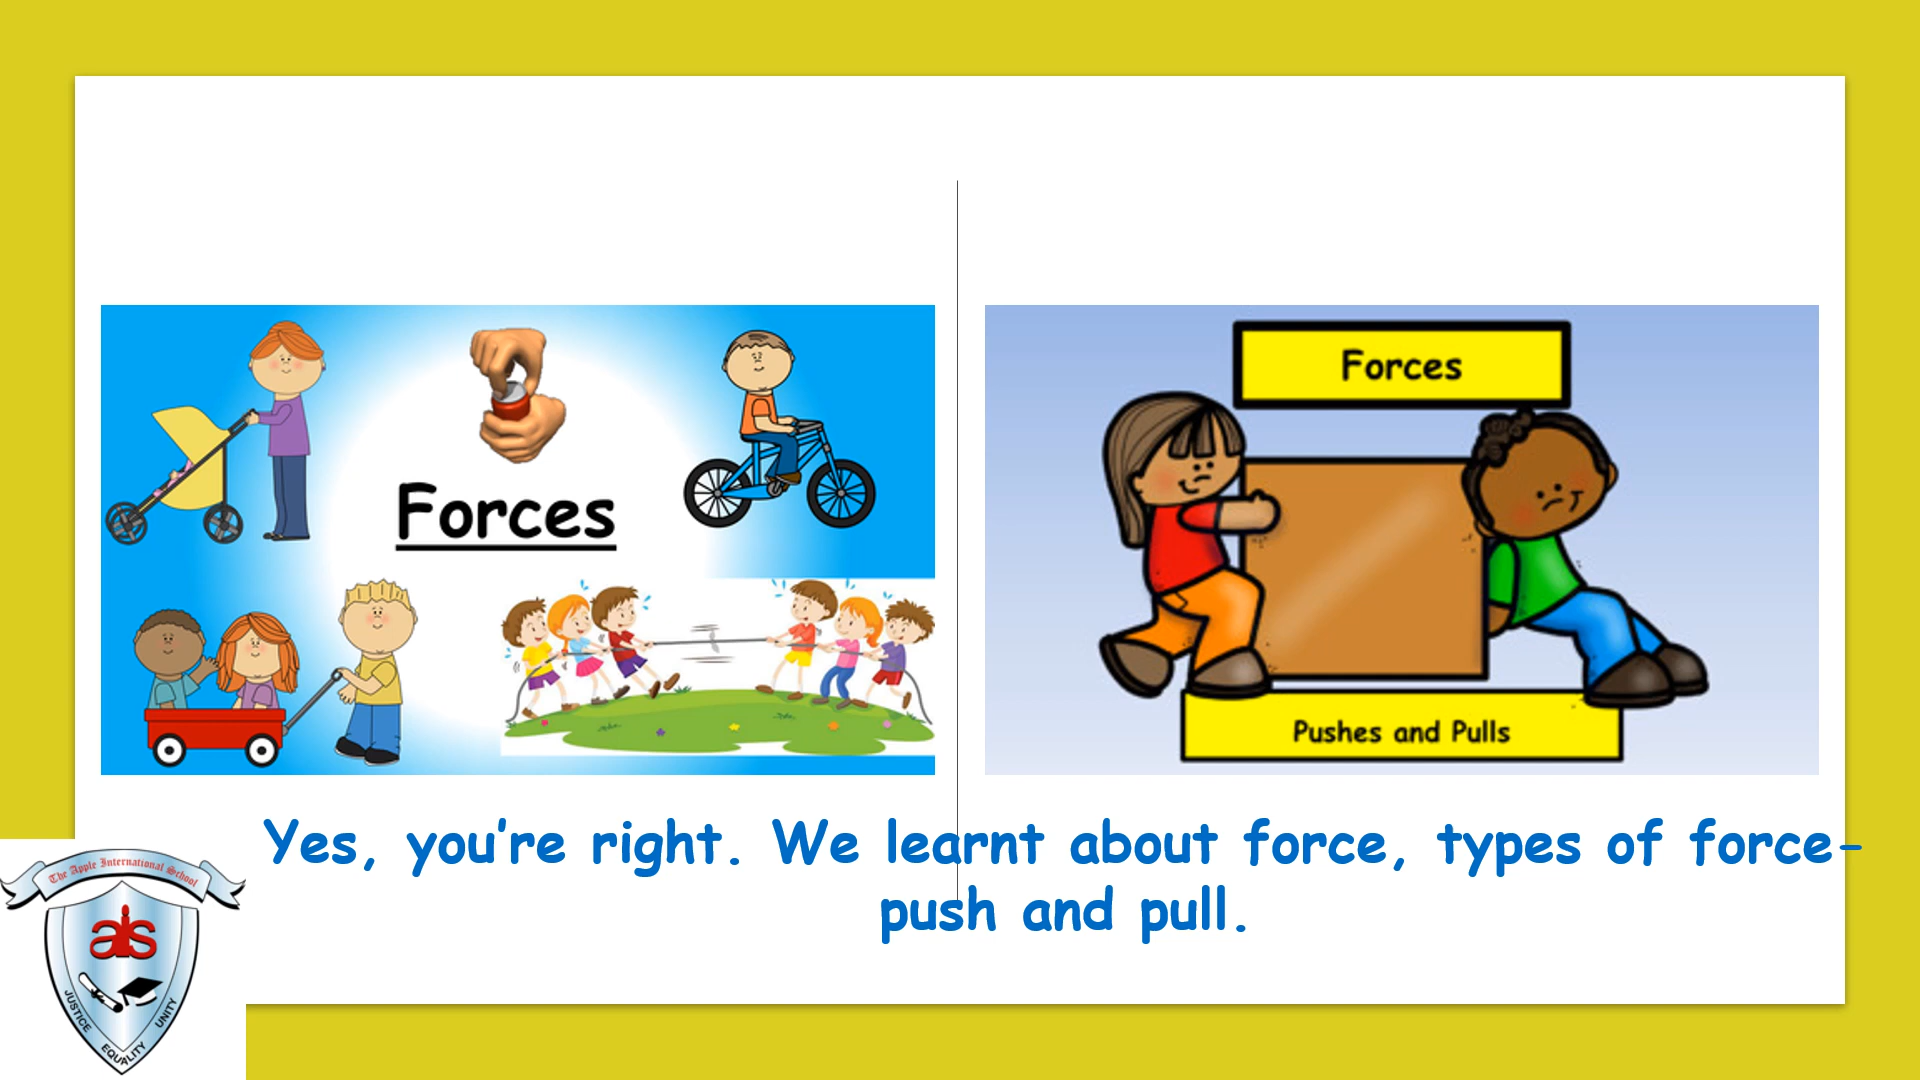 Forces
Forces
Pushes and Pulls
Yes, you're right. We learnt about force, types of force-
push and pull.
The Apple International School
ais
JUSTICE
EQUALITY
UNITY